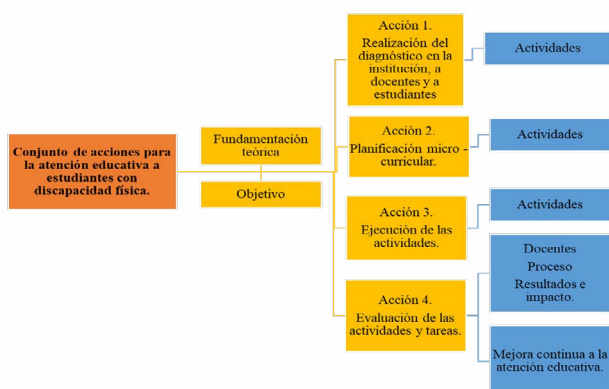 Conjunto de acciones para
la atención educativa a
estudiantes con
discapacidad física.
Fundamentación
teórica
Objetivo
Acción 1.
Realización del
diagnóstico en la
institución, a
docentes y a
estudiantes
Actividades
Acción 2.
Planificación micro -
curricular.
Actividades
Acción 3.
Ejecución de las
actividades.
Actividades
Acción 4.
Evaluación de las
actividades y tareas.
Docentes
Proceso
Resultados e
impacto.
Mejora continua a la
atención educativa.